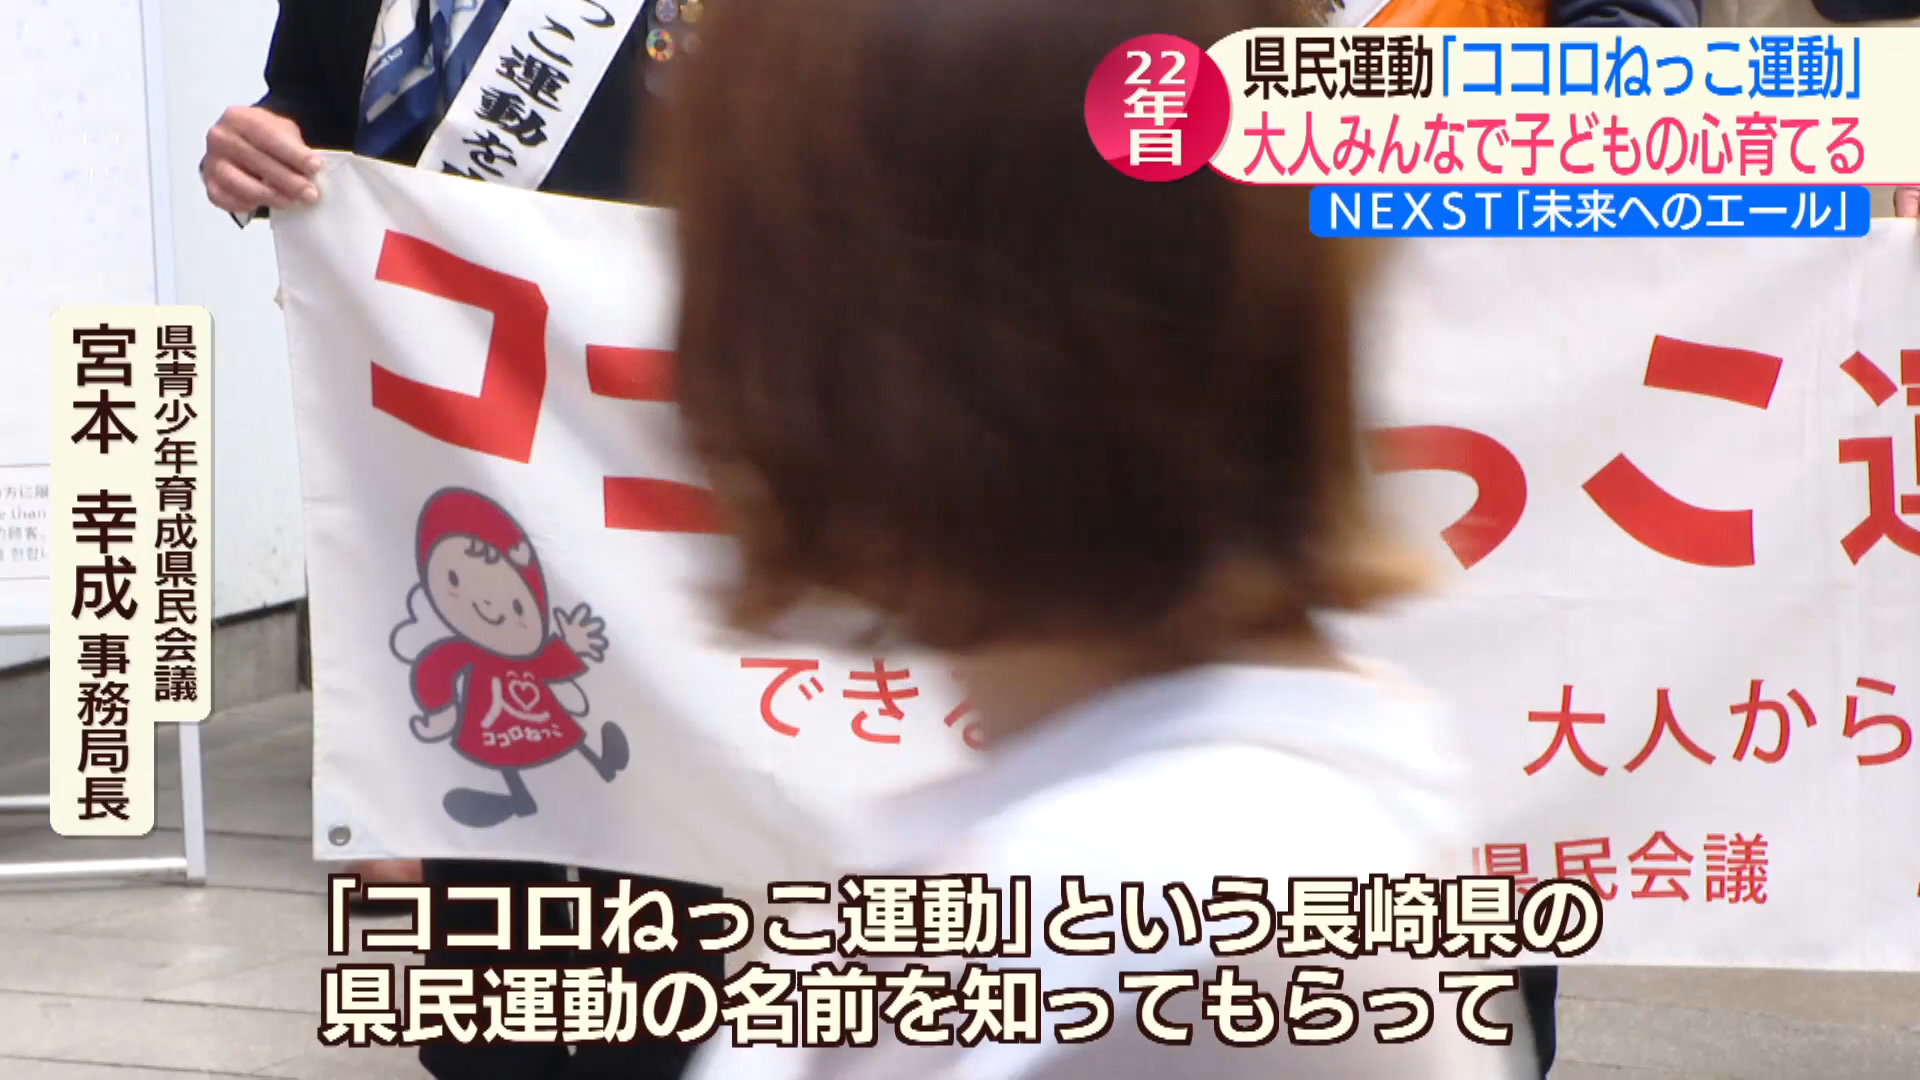 22
年
目
県民運動「ココロねっこ運動」
大人みんなで子どもの心育てる
NEXST「未来へのエール」
県青少年育成県民会議
宮本 幸成 事務局長
っこ運動を
コ
っこ運
ココロねっこ
でき
大人から
県民会議
「ココロねっこ運動」という長崎県の
県民運動の名前を知ってもらって